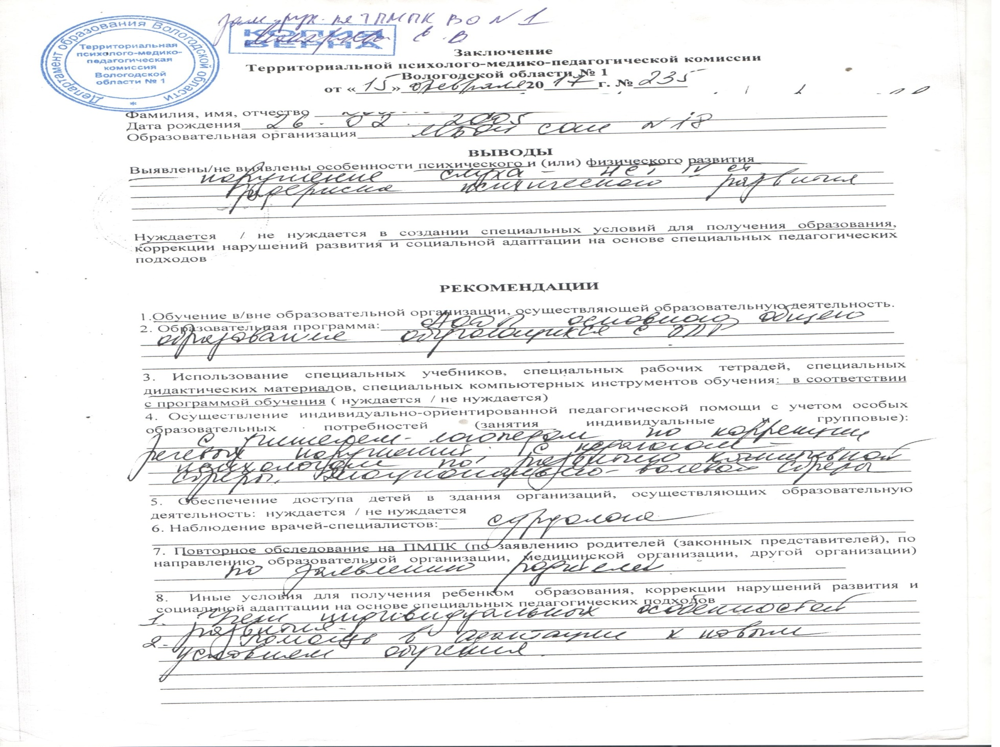 Департамент образования Вологодской области
Территориальная
психолого-медико-
педагогическая
комиссия
Вологодской
области № 1
*
зам. рук-ля ТПМПК ВО N 1
КОПИЯ
ВЕРНА
Заключение
Территориальной психолого-медико-педагогической комиссии
Вологодской области № 1
от « 15 » февраля 20 17 г. № 235
Фамилия, имя, отчество
Дата рождения 26. 02. 2005
Образовательная организация МБОУ СОШ N 18
ВЫВОДЫ
Выявлены/не выявлены особенности психического и (или) физического развития
нарушение слуха - НСТ IV ст
Задержка психического развития
Нуждается / не нуждается в создании специальных условий для получения образования,
коррекции нарушений развития и социальной адаптации на основе специальных педагогических
подходов
РЕКОМЕНДАЦИИ
1.Обучение в/вне образовательной организации, осуществляющей образовательную деятельность.
2. Образовательная программа: АООП основного общего
образования обучающихся с ЗПР
3. Использование специальных учебников, специальных рабочих тетрадей, специальных
дидактических материалов, специальных компьютерных инструментов обучения: в соответствии
с программой обучения ( нуждается / не нуждается)
4. Осуществление индивидуально-ориентированной педагогической помощи с учетом особых
образовательных потребностей (занятия индивидуальные и групповые):
с учителем-логопедом по коррекции
речевых нарушений; с педагогом-
психологом по развитию когнитивной
сферы, эмоционально-волевой сферы
5. Обеспечение доступа детей в здания организаций, осуществляющих образовательную
деятельность: нуждается / не нуждается
6. Наблюдение врачей-специалистов: сурдолога
7. Повторное обследование на ПМПК (по заявлению родителей (законных представителей), по
направлению образовательной организации, медицинской организации, другой организации)
по заявлению родителей
8. Иные условия для получения ребенком образования, коррекции нарушений развития и
социальной адаптации на основе специальных педагогических подходов
1. Учет индивидуальных особенностей
развития.
2. Помощь в адаптации к новым
условиям обучения.